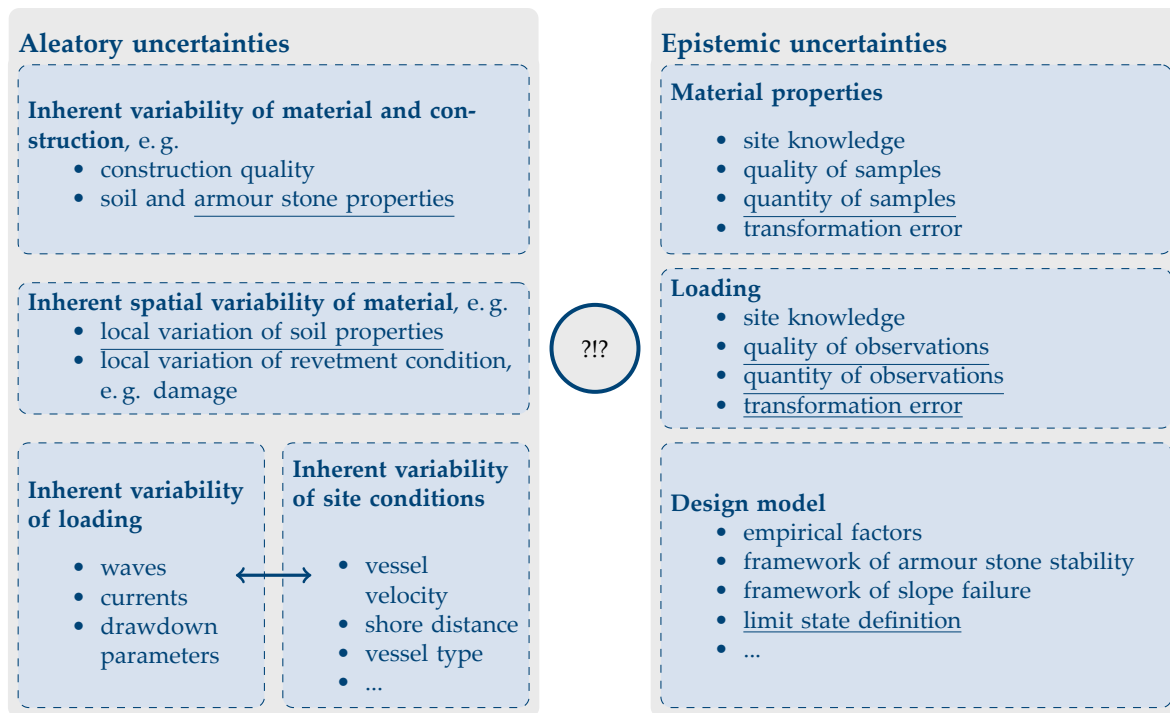 Aleatory uncertainties
Inherent variability of material and con-
struction, e. g.
• construction quality
• soil and armour stone properties
Inherent spatial variability of material, e. g.
• local variation of soil properties
• local variation of revetment condition,
e. g. damage
Inherent variability
of loading
• waves
• currents
• drawdown
parameters
Inherent variability
of site conditions
• vessel
velocity
• shore distance
• vessel type
• ...
?!?
Epistemic uncertainties
Material properties
• site knowledge
• quality of samples
• quantity of samples
• transformation error
Loading
• site knowledge
• quality of observations
• quantity of observations
• transformation error
Design model
• empirical factors
• framework of armour stone stability
• framework of slope failure
• limit state definition
• ...